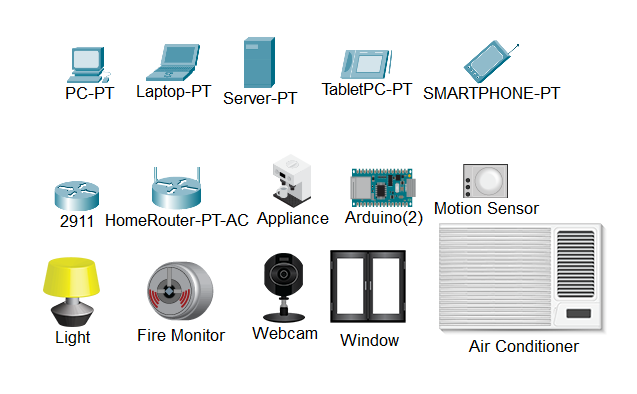 PC-PT
Laptop-PT
Server-PT
TabletPC-PT
SMARTPHONE-PT
2911
HomeRouter-PT-AC
Appliance
Arduino(2)
Motion Sensor
Light
Fire Monitor
Webcam
Window
Air Conditioner